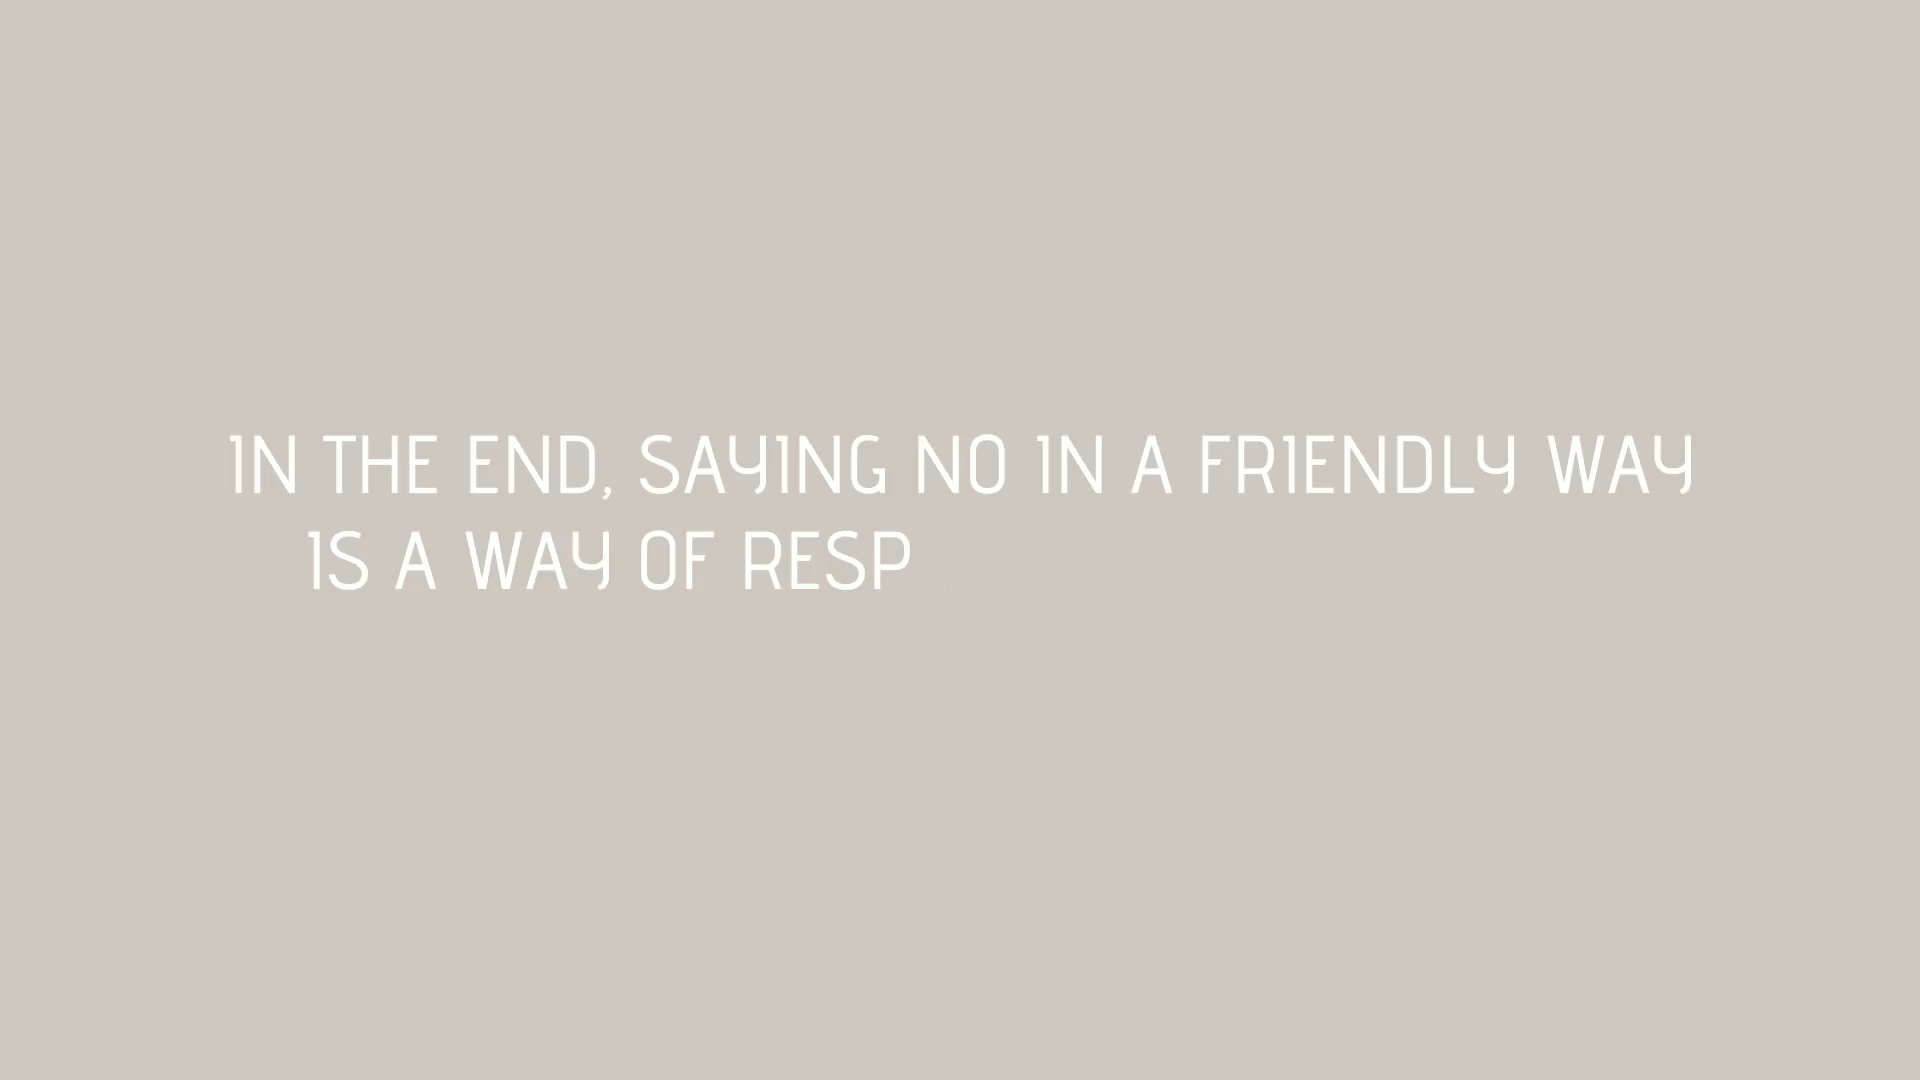 IN THE END, SAYING NO IN A FRIENDLY WAY
IS A WAY OF RESP